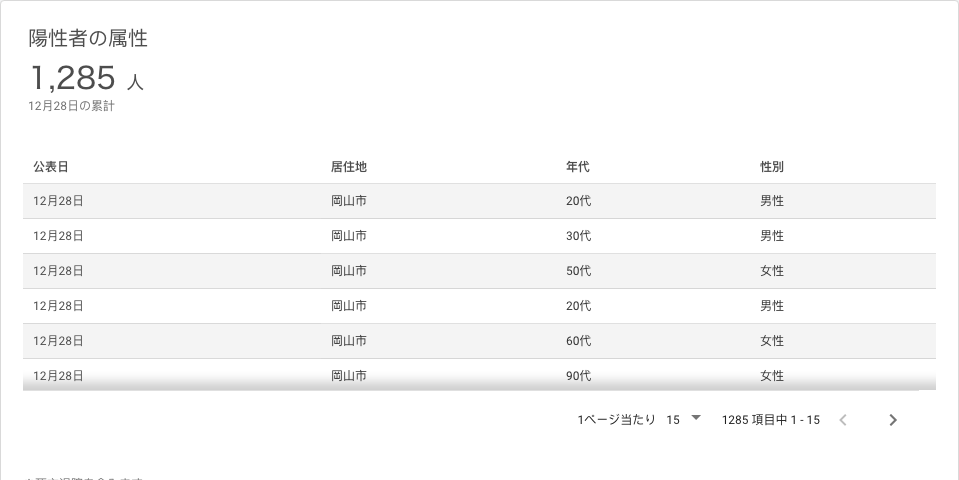 陽性者の属性
1,285 人
12月28日の累計
公表日 居住地 年代 性別
12月28日 岡山市 20代 男性
12月28日 岡山市 30代 男性
12月28日 岡山市 50代 女性
12月28日 岡山市 20代 男性
12月28日 岡山市 60代 女性
12月28日 岡山市 90代 女性
1ページ当たり 15 1285 項目中 1 - 15